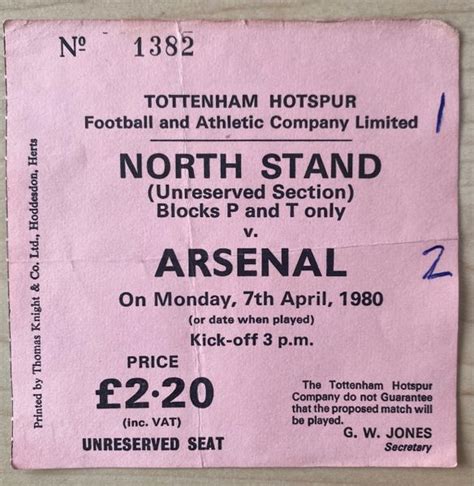 Nº 1382
TOTTENHAM HOTSPUR
Football and Athletic Company Limited
1
NORTH STAND
(Unreserved Section)
Blocks P and T only
v.
ARSENAL
2
On Monday, 7th April, 1980
(or date when played)
Kick-off 3 p.m.
PRICE
£2·20
(inc. VAT)
UNRESERVED SEAT
The Tottenham Hotspur
Company do not Guarantee
that the proposed match will
be played.
G. W. JONES
Secretary
Printed by Thomas Knight & Co. Ltd., Hoddesdon, Herts